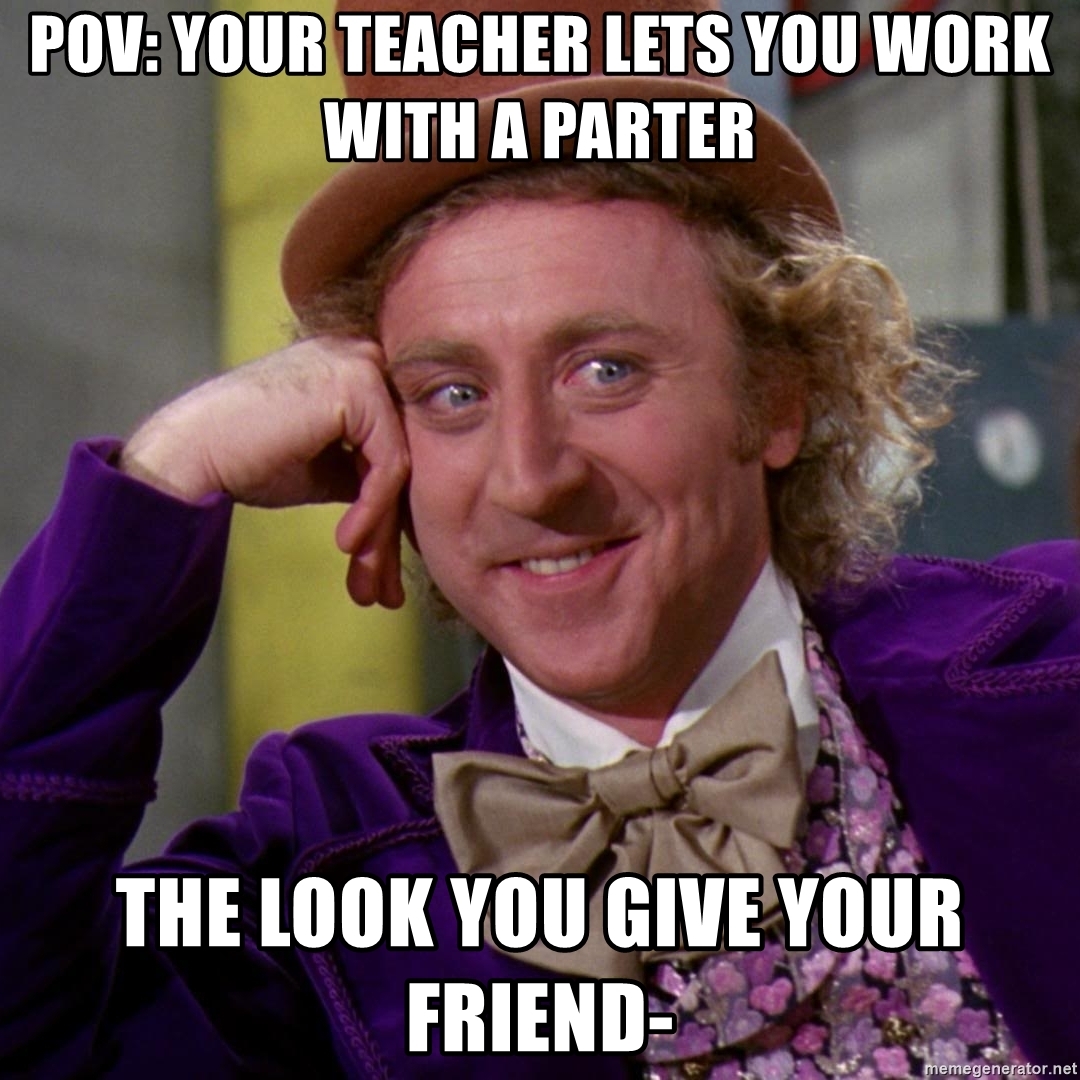 POV: YOUR TEACHER LETS YOU WORK
WITH A PARTER
THE LOOK YOU GIVE YOUR
FRIEND-
memegenerator.net